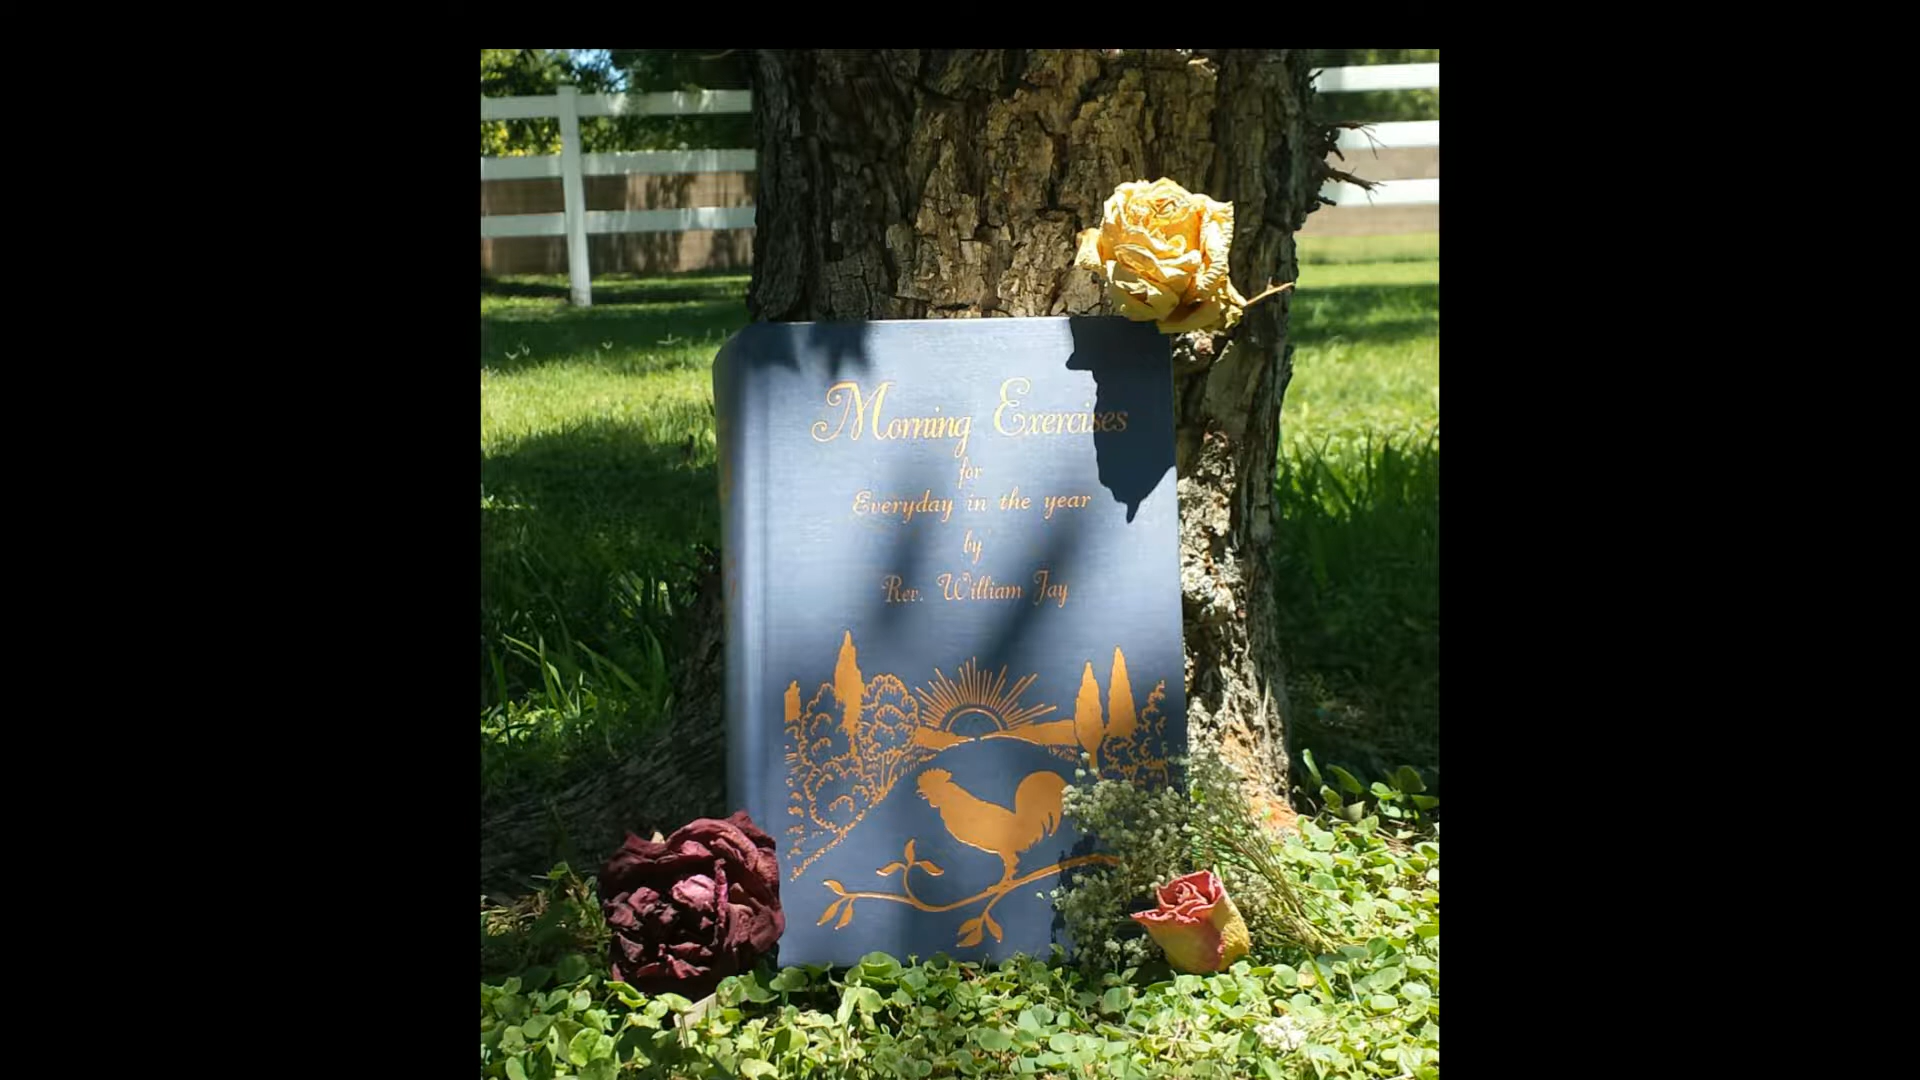 Morning Exercises
for
Everyday in the year
by
Rev. William Jay